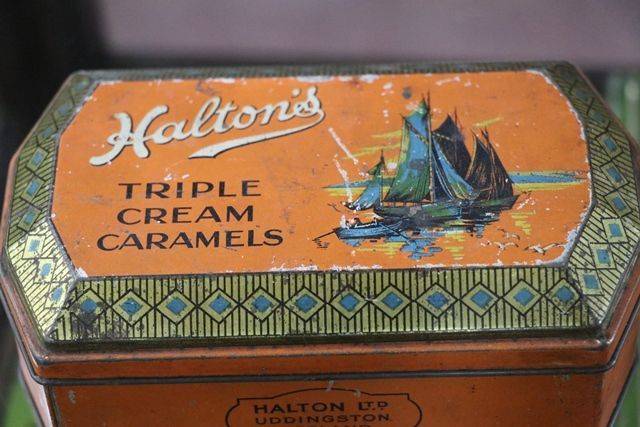 Halton's
TRIPLE
CREAM
CARAMELS
HALTON LTD
UDDINGSTON